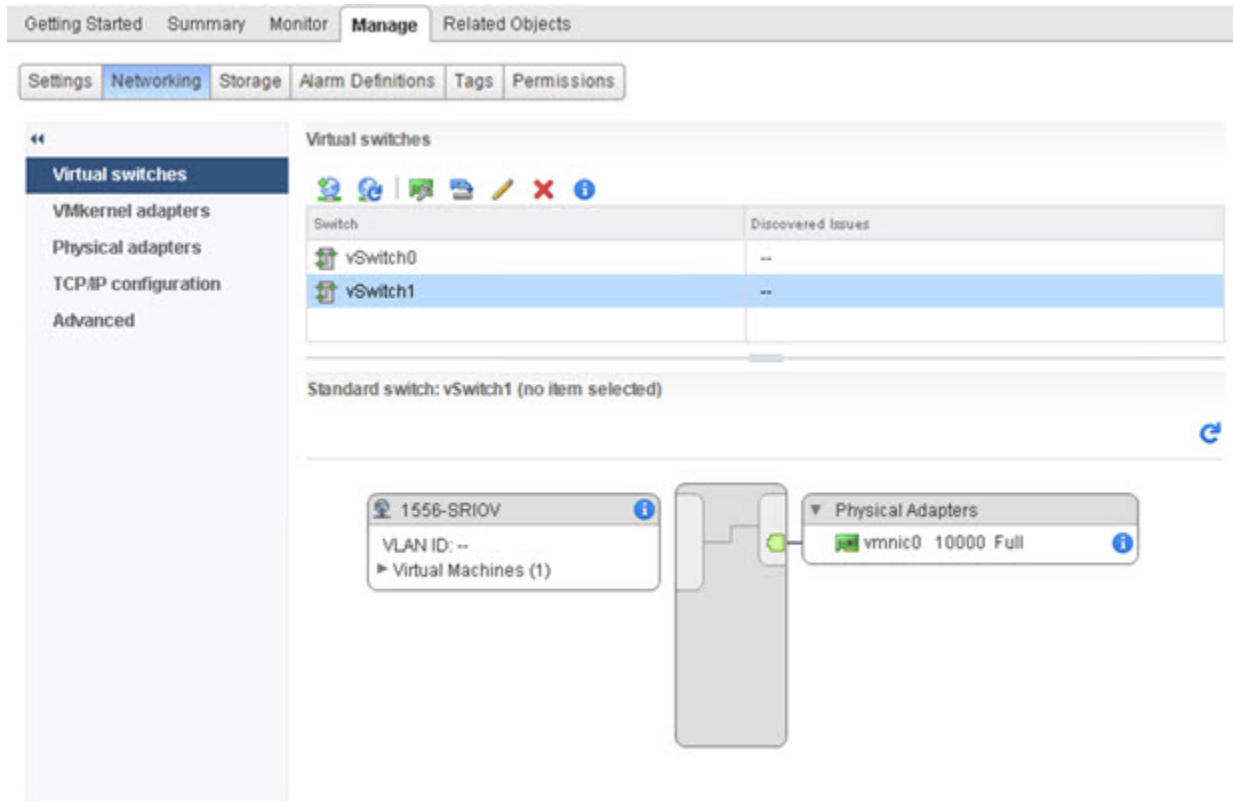 Getting Started Summary Monitor Manage Related Objects
Settings Networking Storage Alarm Definitions Tags Permissions
Virtual switches
VMkernel adapters
Physical adapters
TCP/IP configuration
Advanced
Virtual switches
Switch Discovered Issues
vSwitch0 --
vSwitch1 --
Standard switch: vSwitch1 (no item selected)
1556-SRIOV
VLAN ID: --
Virtual Machines (1)
Physical Adapters
vmnic0 10000 Full